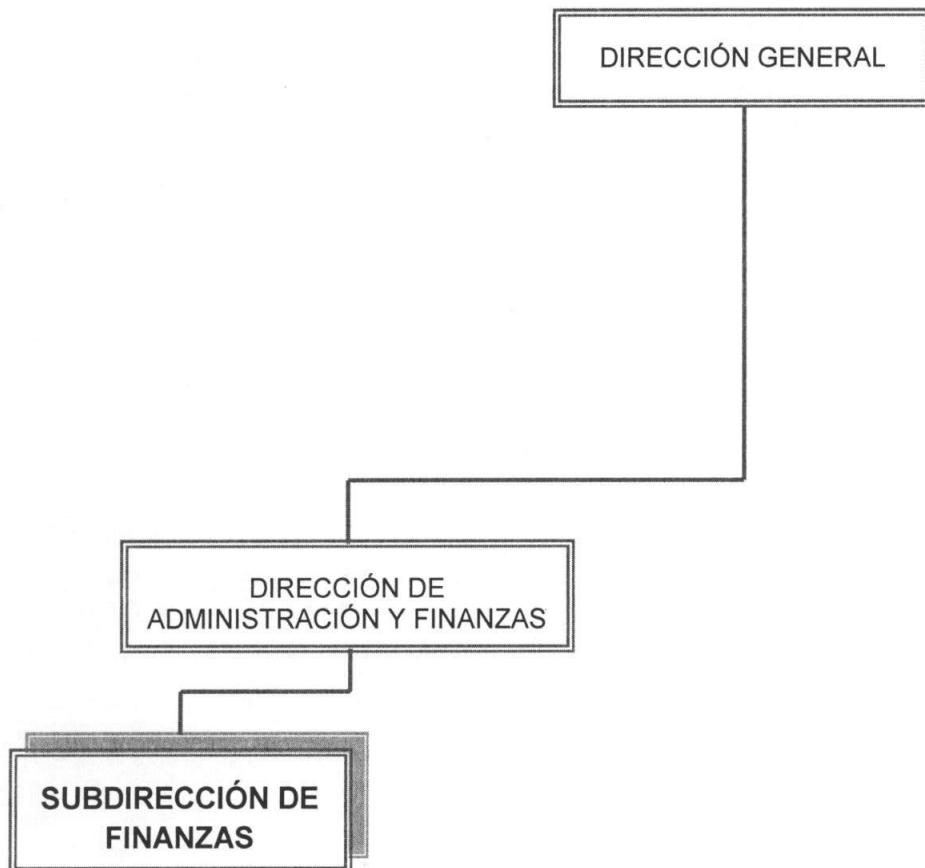 DIRECCIÓN GENERAL
DIRECCIÓN DE
ADMINISTRACIÓN Y FINANZAS
SUBDIRECCIÓN DE
FINANZAS